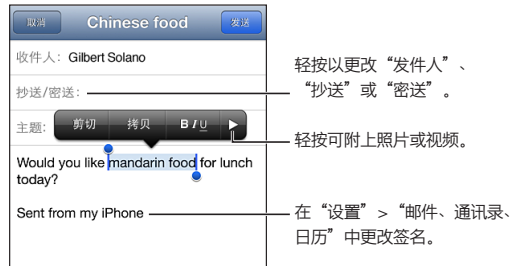 取消 Chinese food 发送
收件人: Gilbert Solano
抄送/密送:
主题:
剪切 拷贝 B I U ▶
Would you like mandarin food for lunch
today?
Sent from my iPhone
轻按以更改“发件人”、
“抄送”或“密送”。
轻按可附上照片或视频。
在“设置”>“邮件、通讯录、
日历”中更改签名。